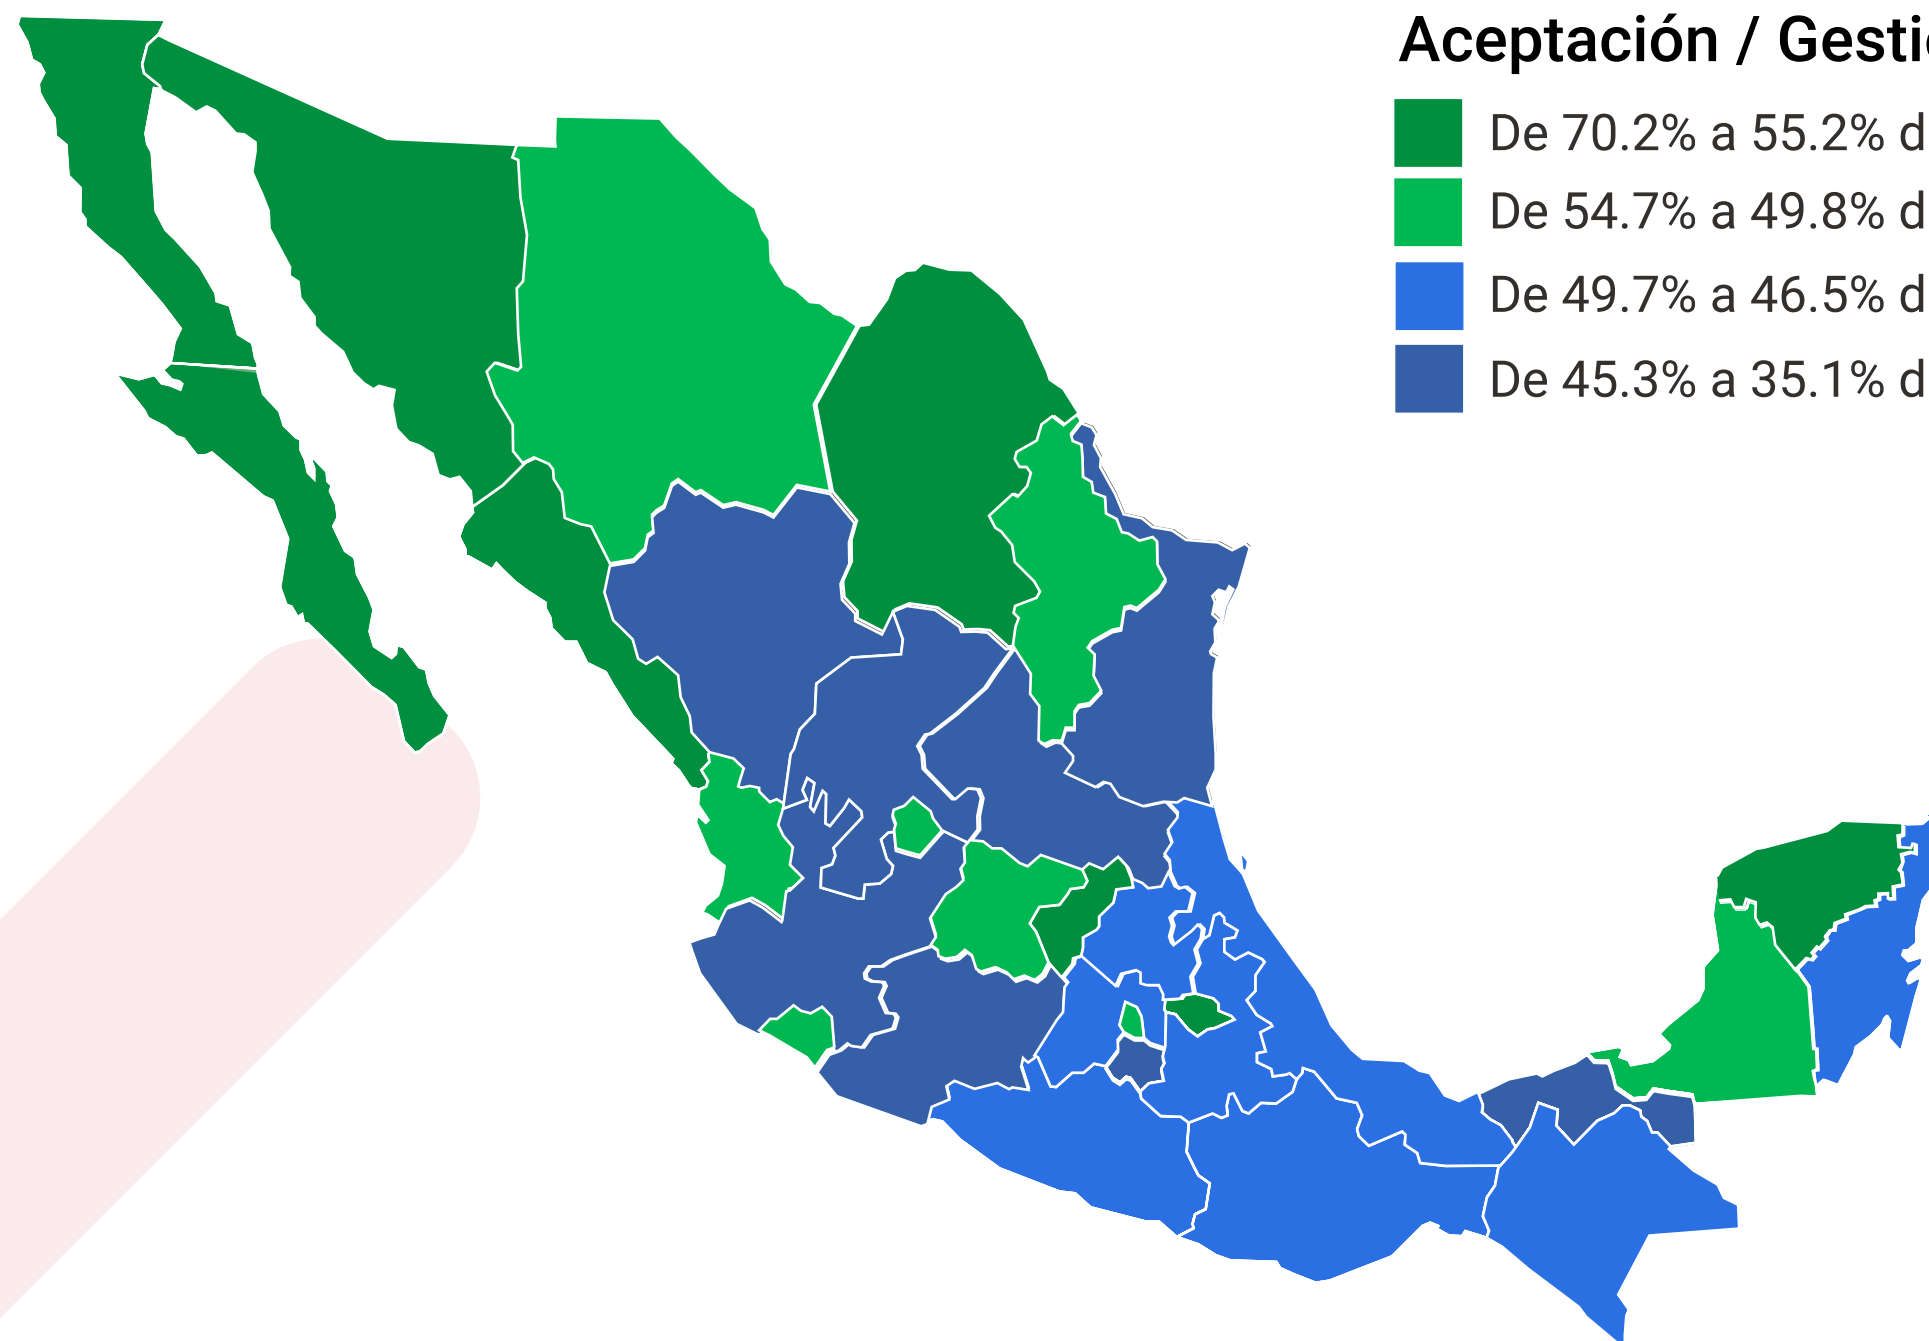 Aceptación / Gesti
De 70.2% a 55.2% d
De 54.7% a 49.8% d
De 49.7% a 46.5% d
De 45.3% a 35.1% d